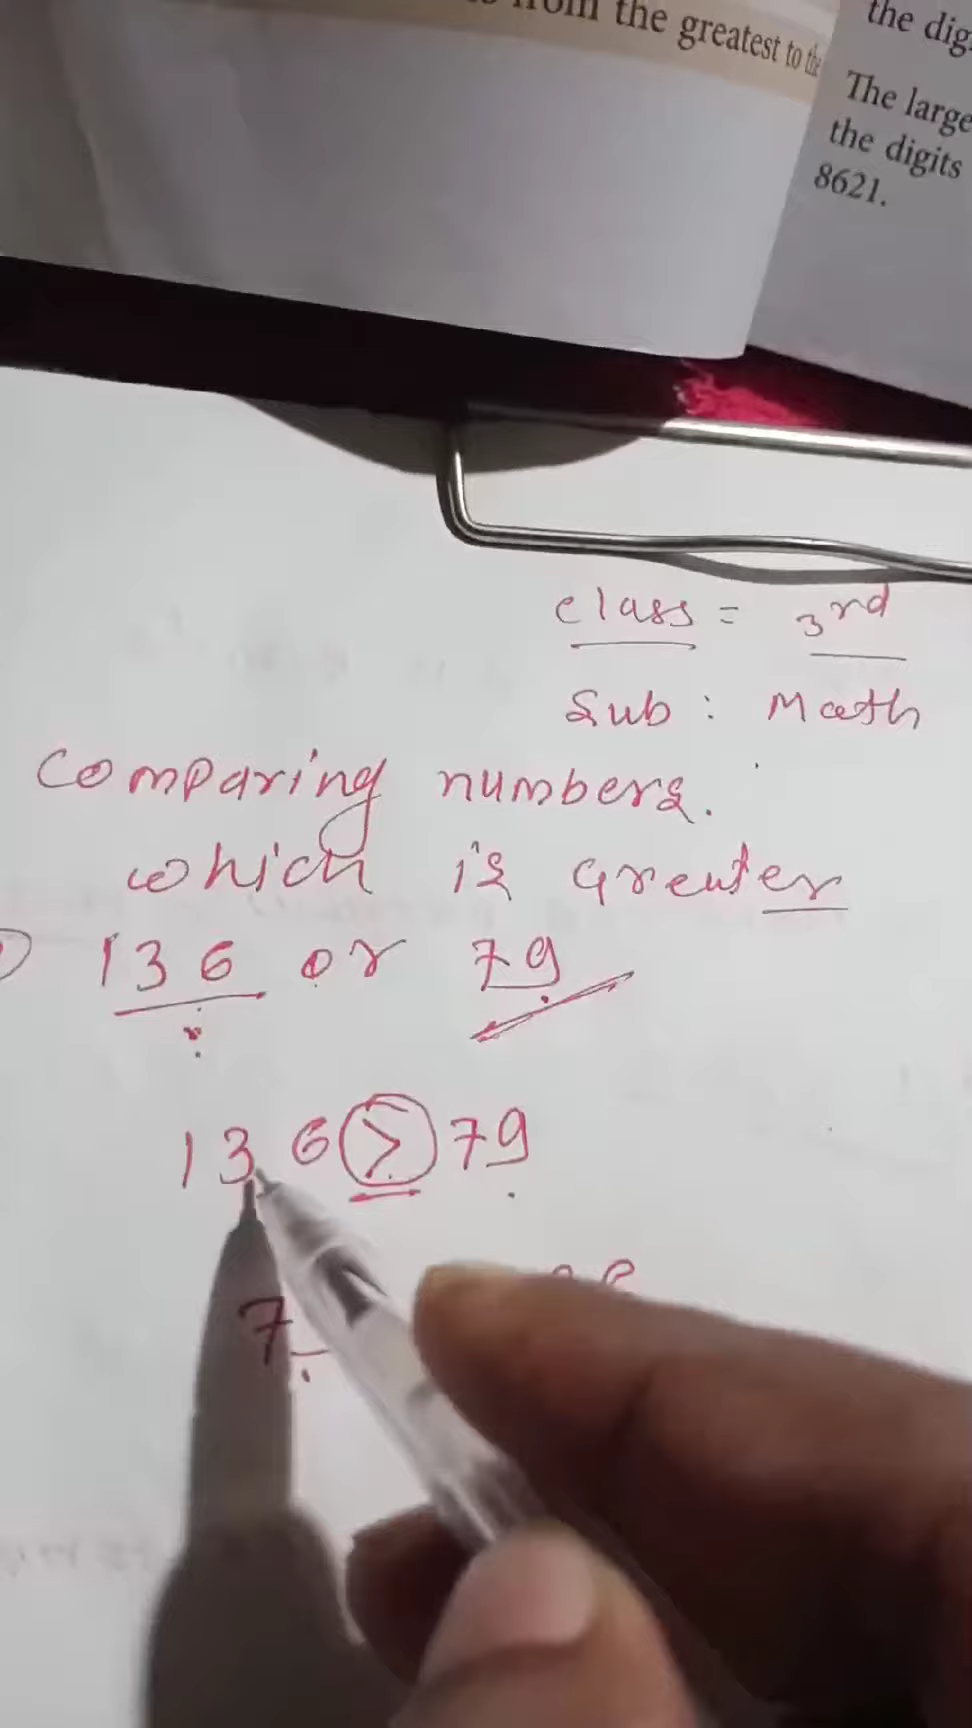 from the greatest to the
the dig
The large
the digits
8621.
class = 3rd
Sub : Math
Comparing numbers.
which is Greater
136 or 79
136 > 79
7